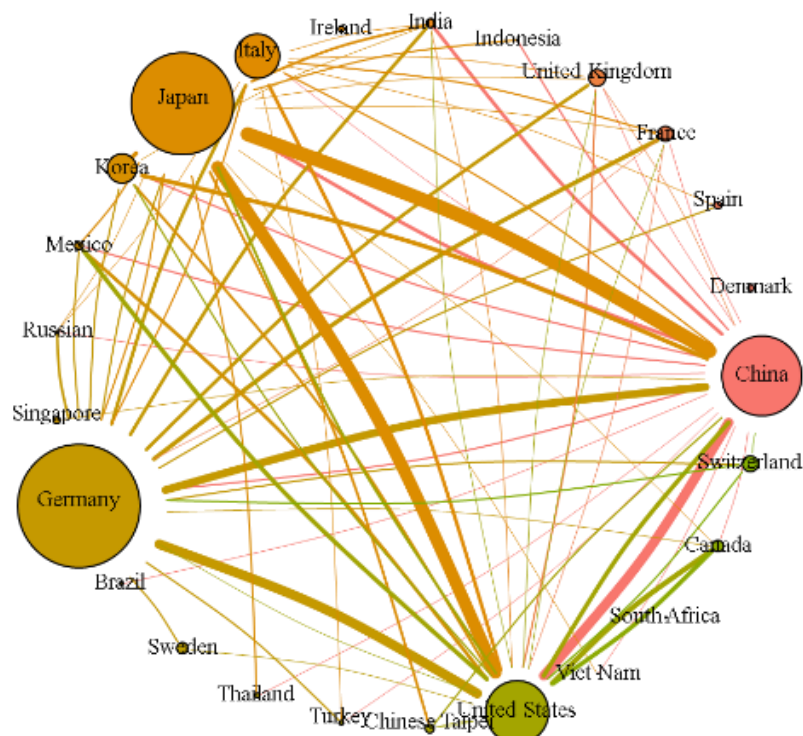 Ireland
India
Indonesia
Italy
United Kingdom
Japan
France
Korea
Spain
Mexico
Denmark
Russian
China
Singapore
Switzerland
Germany
Canada
Brazil
South Africa
Sweden
Viet Nam
Thailand
United States
Turkey
Chinese Taipei